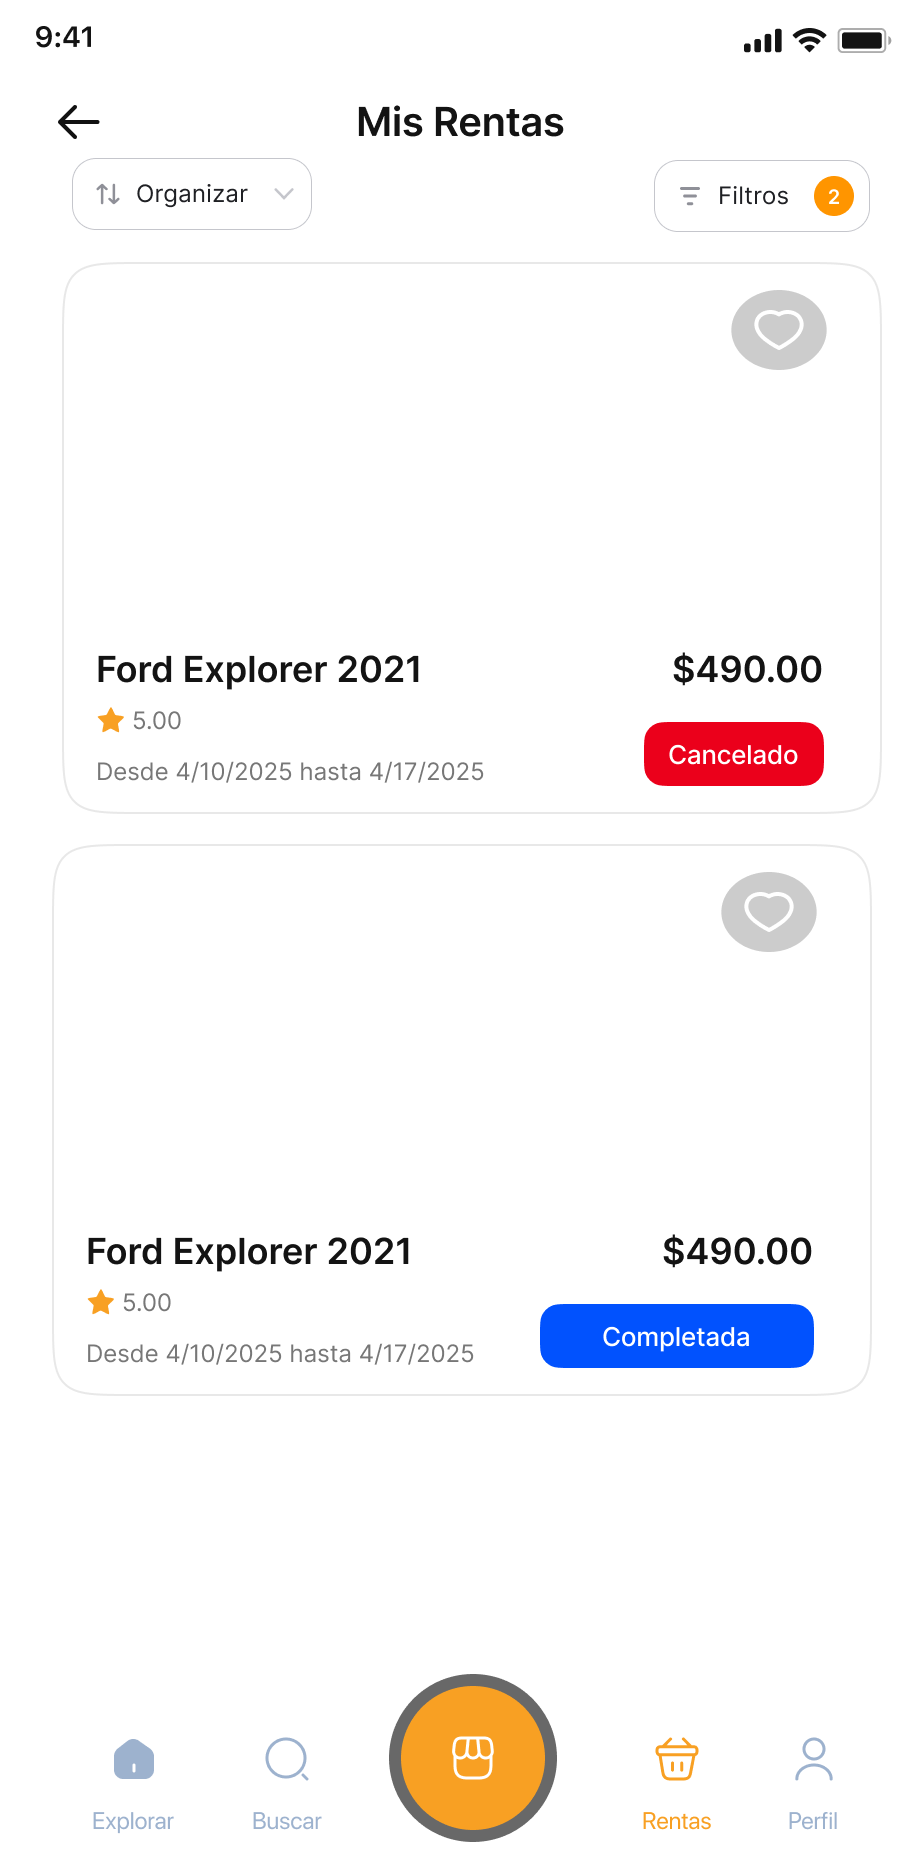 9:41
Mis Rentas
Organizar
Filtros 2
Ford Explorer 2021 $490.00
5.00
Cancelado
Desde 4/10/2025 hasta 4/17/2025
Ford Explorer 2021 $490.00
5.00
Completada
Desde 4/10/2025 hasta 4/17/2025
Explorar Buscar Rentas Perfil